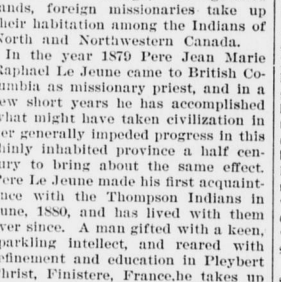 ands, foreign missionaries take up
their habitation among the Indians of
North and Northwestern Canada.
In the year 1879 Pere Jean Marie
Raphael Le Jeune came to British Co-
umbia as missionary priest, and in a
ew short years he has accomplished
what might have taken civilization in
er generally impeded progress in this
hinly inhabited province a half cen-
ury to bring about the same effect.
Pere Le Jeune made his first acquaint-
nce with the Thompson Indians in
une, 1880, and has lived with them
ver since. A man gifted with a keen,
parkling intellect, and reared with
efinement and education in Pleybert
hrist, Finistere, France,he takes up